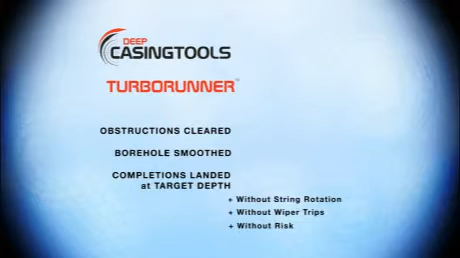 DEEP
CASINGTOOLS
TURBORUNNER™
OBSTRUCTIONS CLEARED
BOREHOLE SMOOTHED
COMPLETIONS LANDED
at TARGET DEPTH
+ Without String Rotation
+ Without Wiper Trips
+ Without Risk